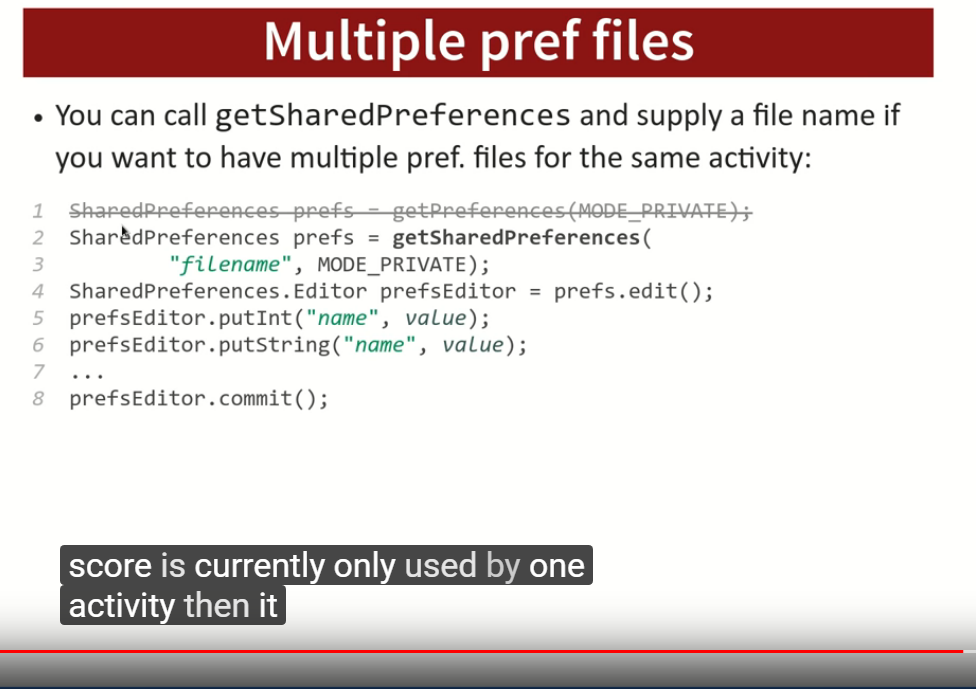 Multiple pref files
• You can call getSharedPreferences and supply a file name if
you want to have multiple pref. files for the same activity:
1 SharedPreferences prefs = getPreferences(MODE_PRIVATE);
2 SharedPreferences prefs = getSharedPreferences(
3 "filename", MODE_PRIVATE);
4 SharedPreferences.Editor prefsEditor = prefs.edit();
5 prefsEditor.putInt("name", value);
6 prefsEditor.putString("name", value);
7 ...
8 prefsEditor.commit();
score is currently only used by one
activity then it